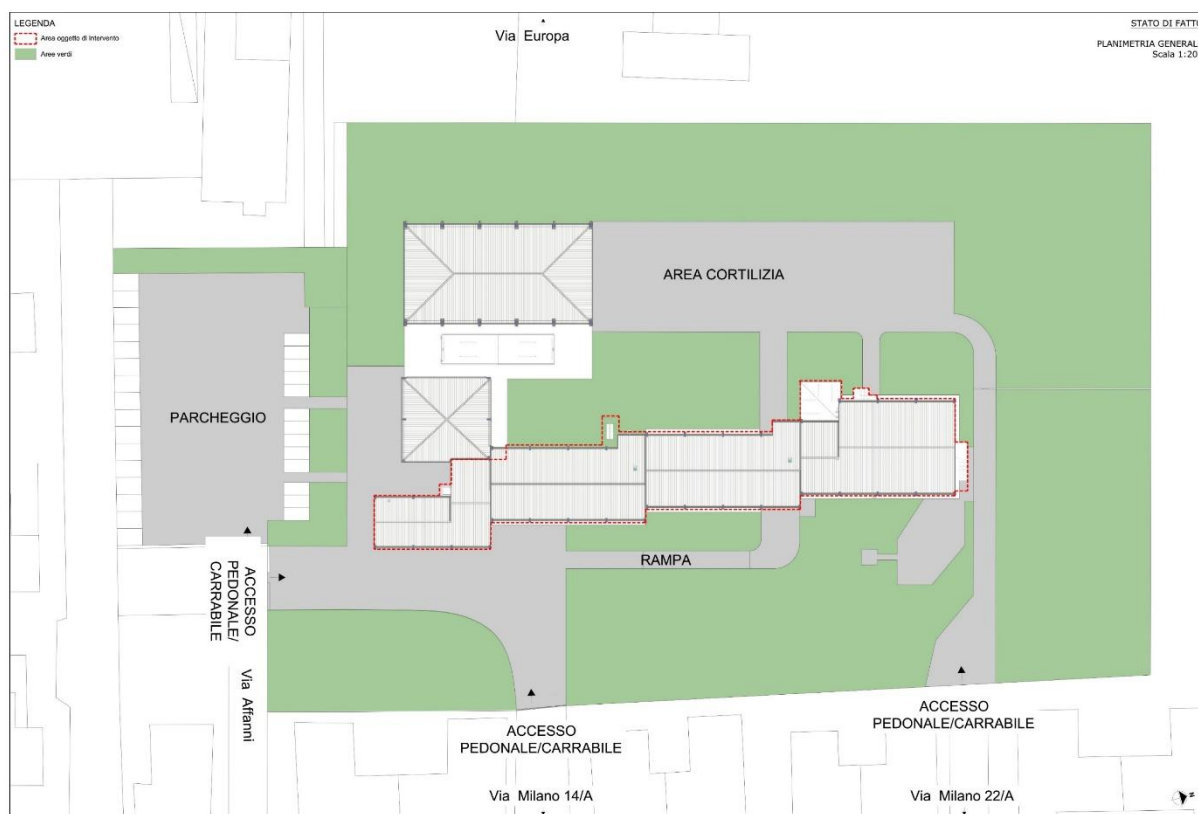 LEGENDA
Area oggetto di intervento
Aree verdi
Via Europa
STATO DI FATT
PLANIMETRIA GENERAL
Scala 1:20
AREA CORTILIZIA
PARCHEGGIO
RAMPA
ACCESSO
PEDONALE/
CARRABILE
Via Affanni
ACCESSO
PEDONALE/CARRABILE
ACCESSO
PEDONALE/CARRABILE
Via Milano 14/A
Via Milano 22/A
N